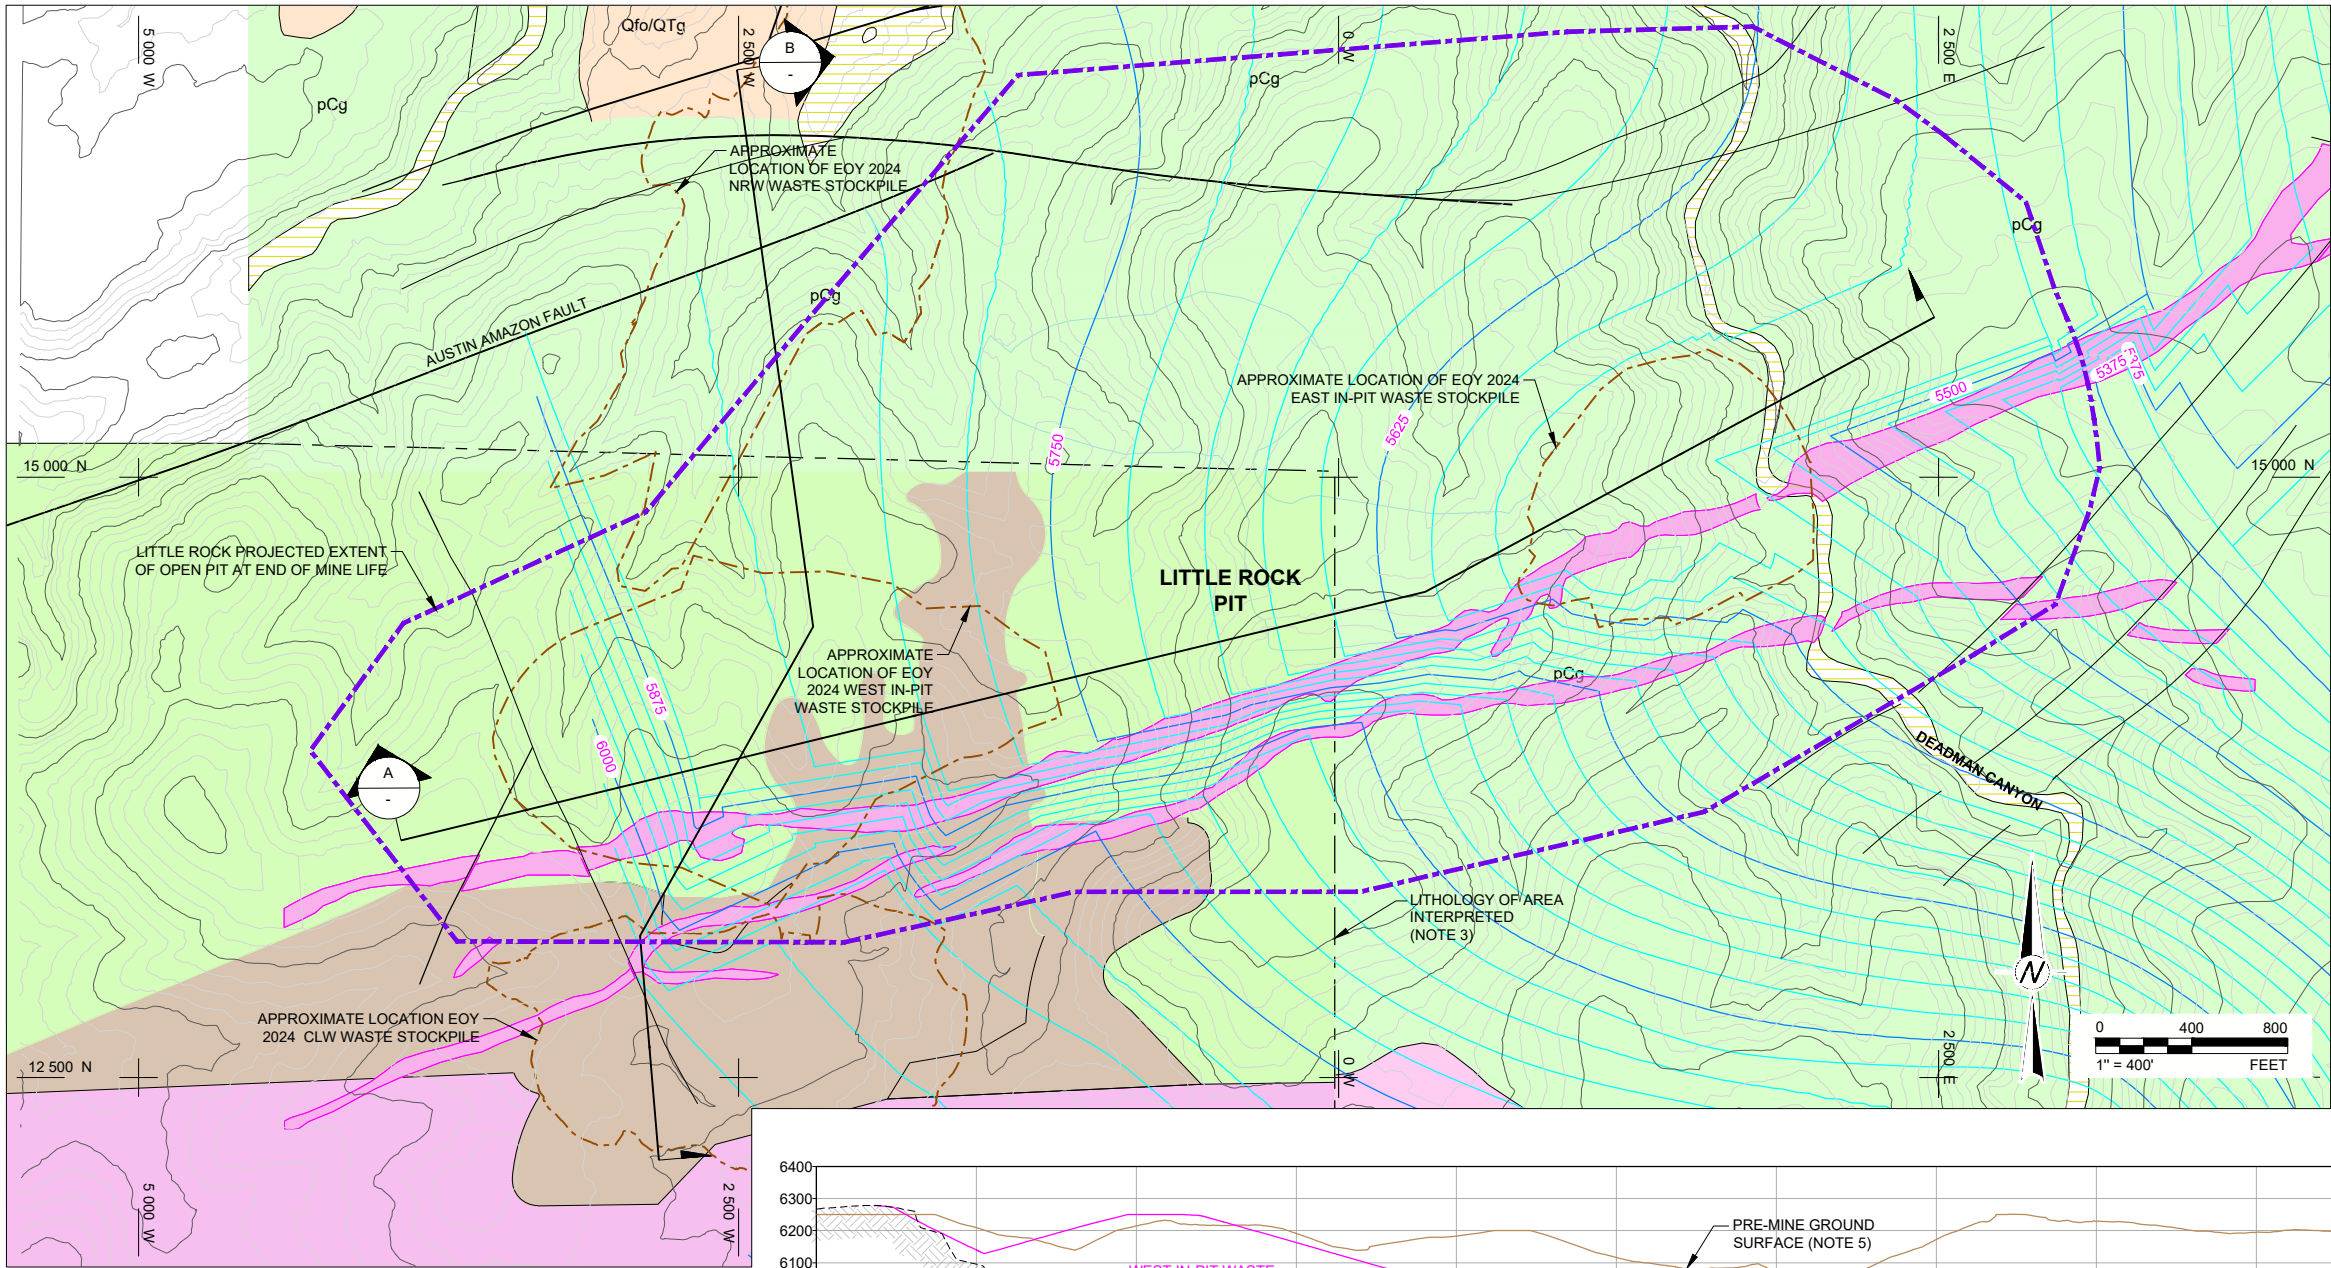 5 000 W
Qfo/QTg
2 500 W
B
-
0 W
2 500 E
pCg
pCg
APPROXIMATE
LOCATION OF EOY 2024
NRW WASTE STOCKPILE
pCg
pCg
AUSTIN AMAZON FAULT
APPROXIMATE LOCATION OF EOY 2024
EAST IN-PIT WASTE STOCKPILE
5375
5375
5500
5625
5750
15 000 N
15 000 N
LITTLE ROCK PROJECTED EXTENT
OF OPEN PIT AT END OF MINE LIFE
LITTLE ROCK
PIT
APPROXIMATE
LOCATION OF EOY
2024 WEST IN-PIT
WASTE STOCKPILE
pCg
5875
6000
A
-
DEADMAN CANYON
LITHOLOGY OF AREA
INTERPRETED
(NOTE 3)
N
APPROXIMATE LOCATION EOY
2024 CLW WASTE STOCKPILE
0 400 800
1" = 400' FEET
12 500 N
0 W
2 500 E
5 000 W
2 500 W
6400
6300
6200
6100
PRE-MINE GROUND
SURFACE (NOTE 5)
WEST IN-PIT WASTE